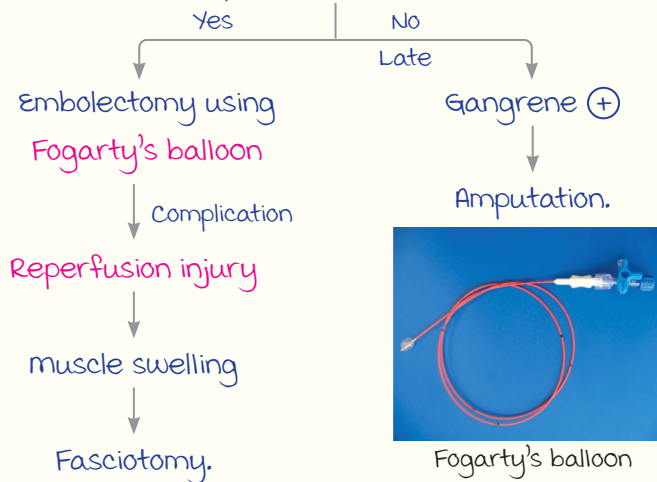 Yes
No
Late
Embolectomy using
Fogarty's balloon
Gangrene +
Complication
Amputation.
Reperfusion injury
muscle swelling
Fasciotomy.
Fogarty's balloon